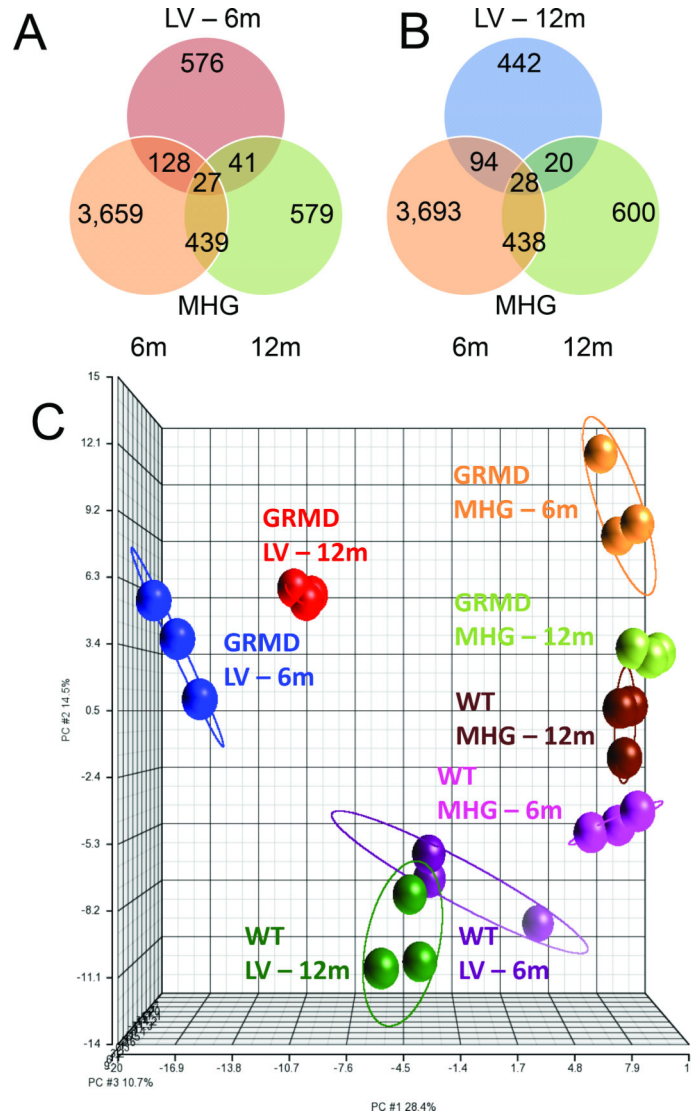 A
LV – 6m
576
128
41
27
3,659
579
439
MHG
6m
12m
B
LV – 12m
442
94
20
28
3,693
600
438
MHG
6m
12m
C
15
12.1
9.2
6.3
3.4
0.5
-2.4
-5.3
-8.2
-11.1
-14
PC #2 14.5%
GRMD
MHG – 6m
GRMD
LV – 12m
GRMD
MHG – 12m
GRMD
LV – 6m
WT
MHG – 12m
WT
MHG – 6m
WT
LV – 12m
WT
LV – 6m
-20
-16.9
-13.8
-10.7
-7.6
-4.5
-1.4
1.7
4.8
7.9
1
PC #3 10.7%
PC #1 28.4%